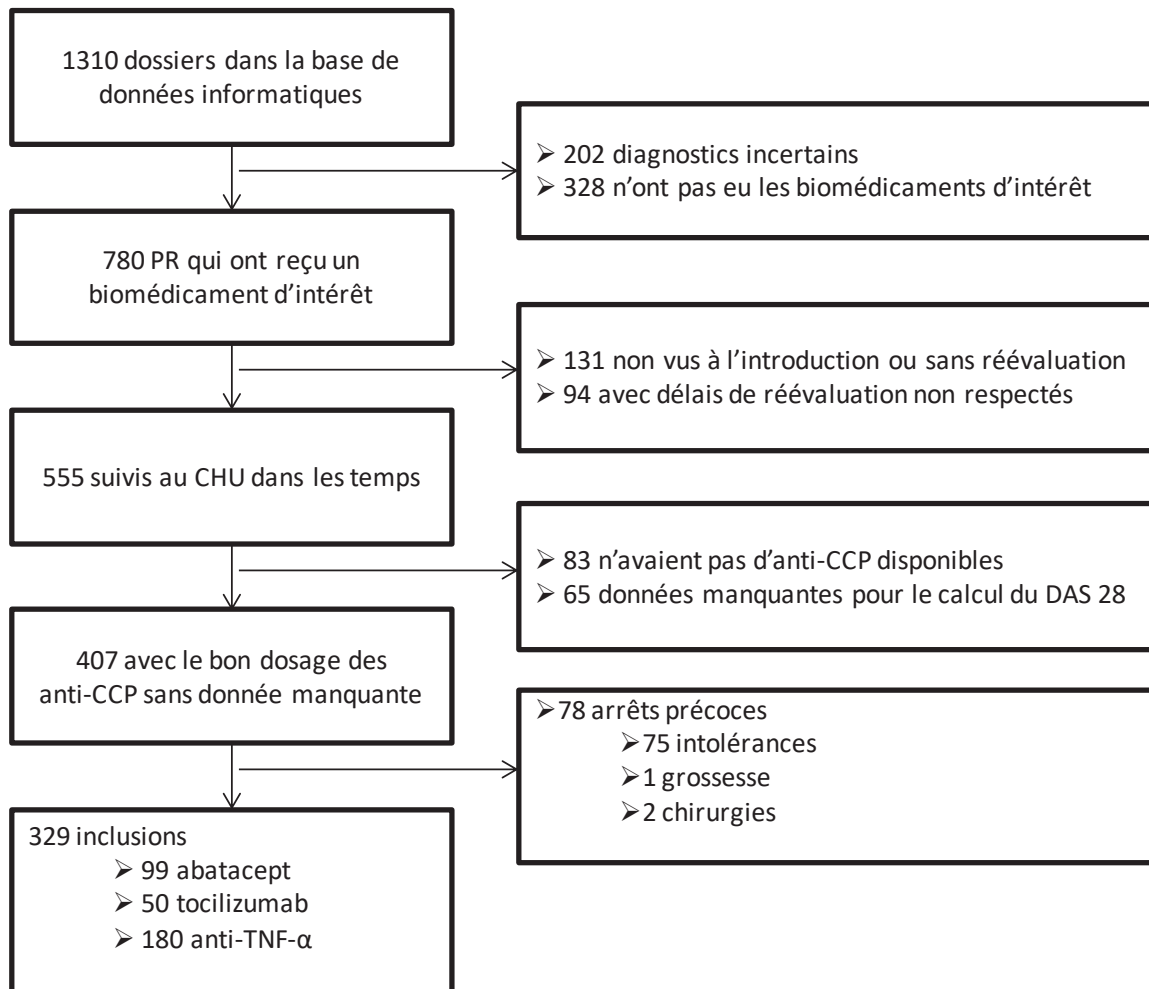 1310 dossiers dans la base de
données informatiques
➢ 202 diagnostics incertains
➢ 328 n’ont pas eu les biomédicaments d’intérêt
780 PR qui ont reçu un
biomédicament d’intérêt
➢ 131 non vus à l’introduction ou sans réévaluation
➢ 94 avec délais de réévaluation non respectés
555 suivis au CHU dans les temps
➢ 83 n’avaient pas d’anti-CCP disponibles
➢ 65 données manquantes pour le calcul du DAS 28
407 avec le bon dosage des
anti-CCP sans donnée manquante
➢78 arrêts précoces
➢75 intolérances
➢1 grossesse
➢2 chirurgies
329 inclusions
➢ 99 abatacept
➢ 50 tocilizumab
➢ 180 anti-TNF-α